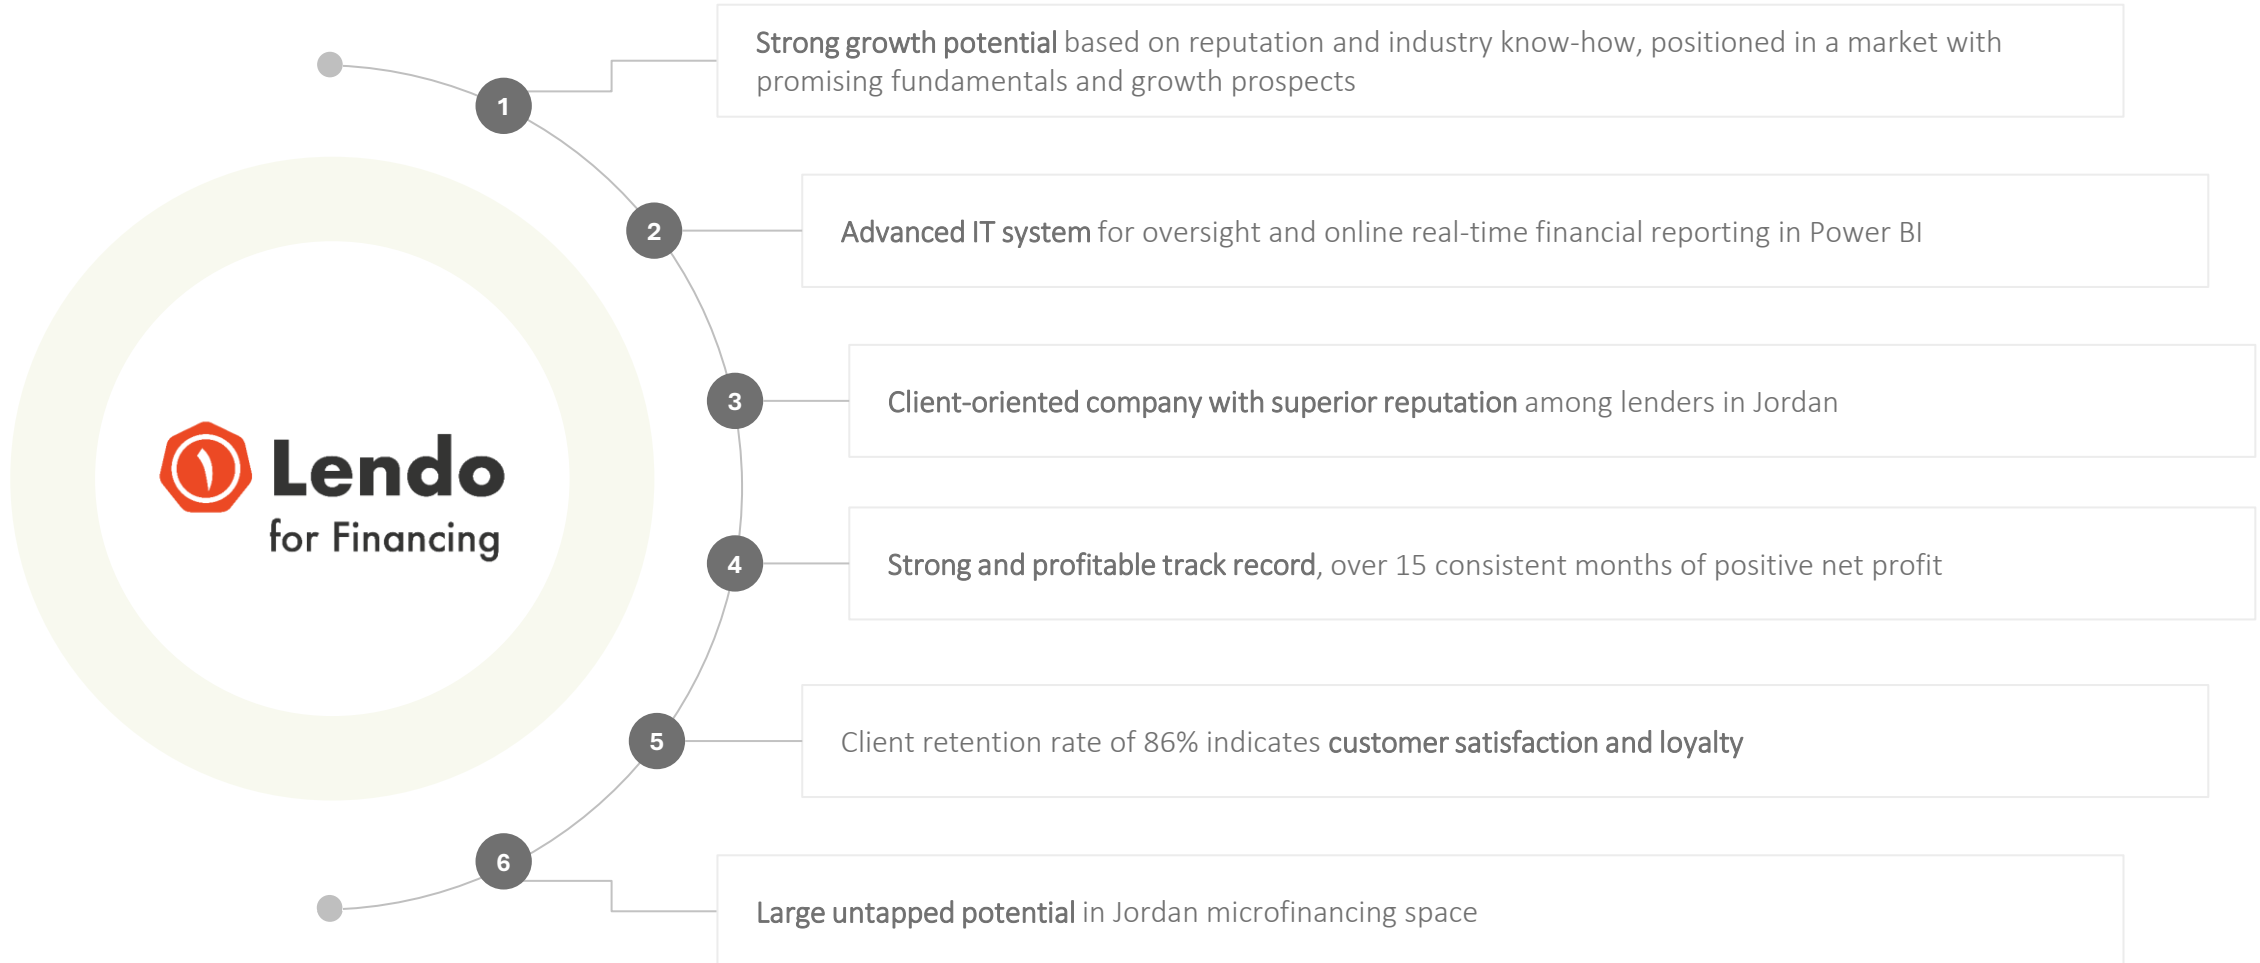 1
Strong growth potential based on reputation and industry know-how, positioned in a market with
promising fundamentals and growth prospects
2
Advanced IT system for oversight and online real-time financial reporting in Power BI
3
Client-oriented company with superior reputation among lenders in Jordan
Lendo
for Financing
4
Strong and profitable track record, over 15 consistent months of positive net profit
5
Client retention rate of 86% indicates customer satisfaction and loyalty
6
Large untapped potential in Jordan microfinancing space